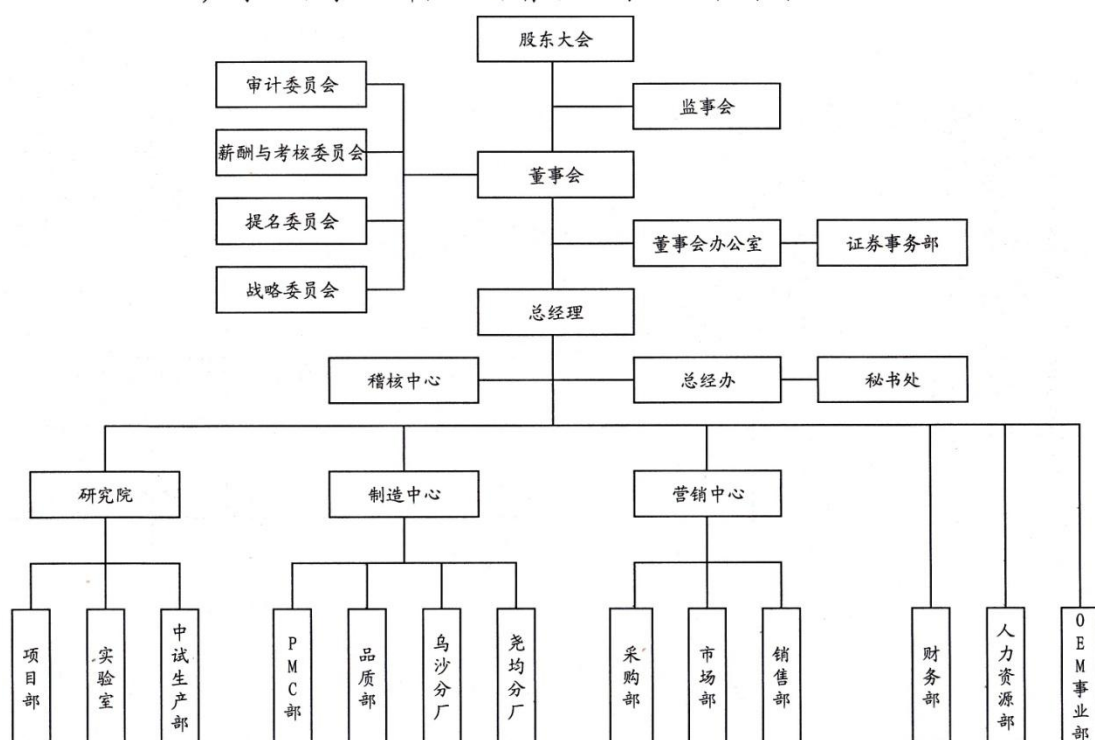 股东大会
审计委员会
监事会
薪酬与考核委员会
董事会
提名委员会
董事会办公室
证券事务部
战略委员会
总经理
稽核中心
总经办
秘书处
研究院
制造中心
营销中心
项目部
实验室
中试生产部
PMC部
品质部
乌沙分厂
尧均分厂
采购部
市场部
销售部
财务部
人力资源部
OEM事业部